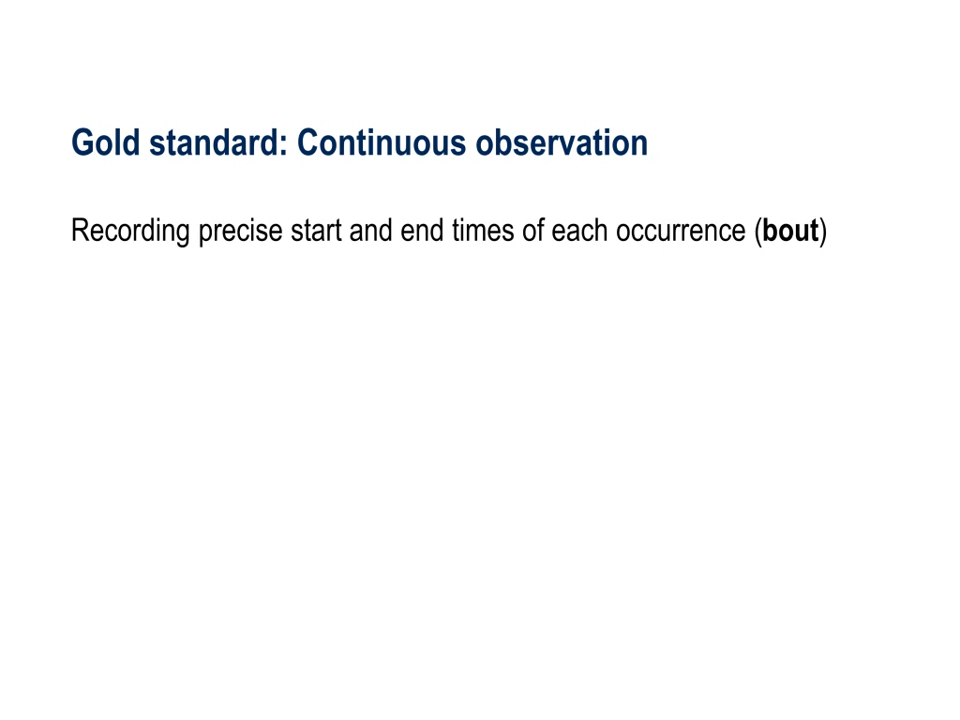 Gold standard: Continuous observation
Recording precise start and end times of each occurrence (bout)